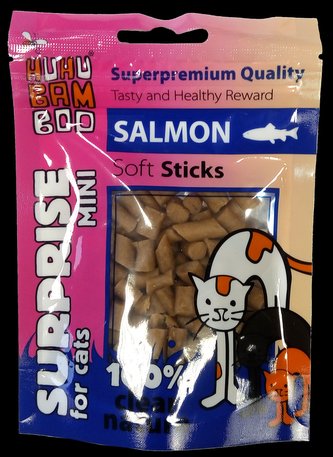 HUHU
BAM
BOO
Superpremium Quality
Tasty and Healthy Reward
SALMON
Soft Sticks
SURPRISE
MINI
for cats
100%
clean
nature